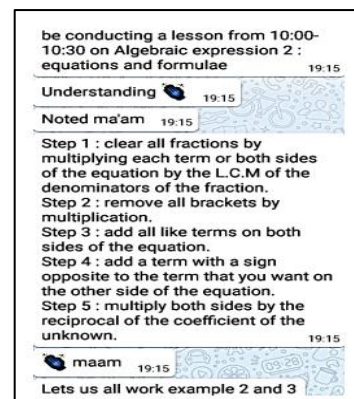 be conducting a lesson from 10:00-
10:30 on Algebraic expression 2 :
equations and formulae 19:15
Understanding 19:15
Noted ma'am 19:15
Step 1 : clear all fractions by
multiplying each term or both sides
of the equation by the L.C.M of the
denominators of the fraction.
Step 2 : remove all brackets by
multiplication.
Step 3 : add all like terms on both
sides of the equation.
Step 4 : add a term with a sign
opposite to the term that you want on
the other side of the equation.
Step 5 : multiply both sides by the
reciprocal of the coefficient of the
unknown. 19:15
maam 19:15
Lets us all work example 2 and 3